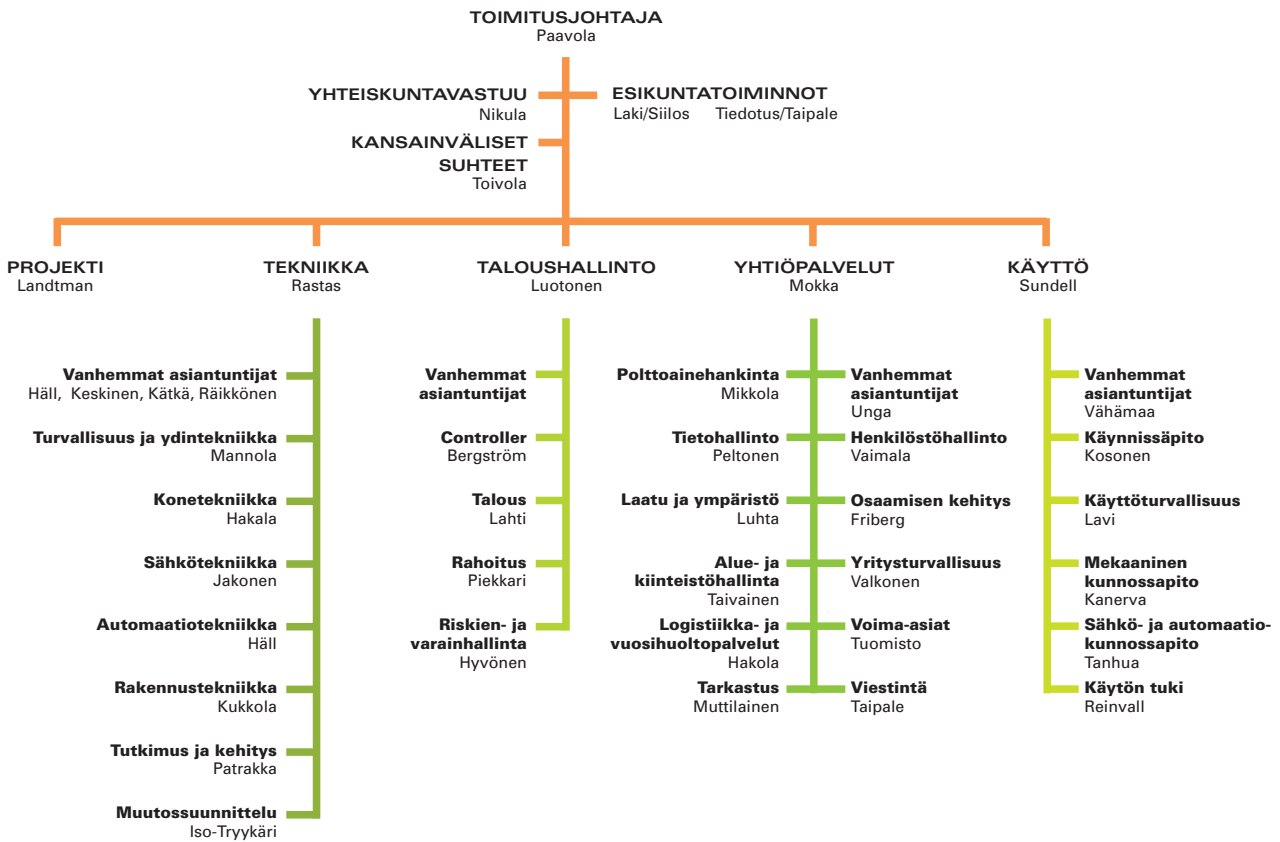 TOIMITUSJOHTAJA
Paavola
YHTEISKUNTAVASTUU
Nikula
ESIKUNTATOIMINNOT
Laki/Siilos Tiedotus/Taipale
KANSAINVÄLISET
SUHTEET
Toivola
PROJEKTI
Landtman
TEKNIIKKA
Rastas
TALOUSHALLINTO
Luotonen
YHTIÖPALVELUT
Mokka
KÄYTTÖ
Sundell
Vanhemmat asiantuntijat
Häll, Keskinen, Kätkä, Räikkönen
Turvallisuus ja ydintekniikka
Mannola
Konetekniikka
Hakala
Sähkötekniikka
Jakonen
Automaatiotekniikka
Häll
Rakennustekniikka
Kukkola
Tutkimus ja kehitys
Patrakka
Muutossuunnittelu
Iso-Tryykäri
Vanhemmat
asiantuntijat
Controller
Bergström
Talous
Lahti
Rahoitus
Piekkari
Riskien- ja
varainhallinta
Hyvönen
Polttoainehankinta
Mikkola
Tietohallinto
Peltonen
Laatu ja ympäristö
Luhta
Alue- ja
kiinteistöhallinta
Taivainen
Logistiikka- ja
vuosihuoltopalvelut
Hakola
Tarkastus
Muttilainen
Vanhemmat
asiantuntijat
Unga
Henkilöstöhallinto
Vaimala
Osaamisen kehitys
Friberg
Yritysturvallisuus
Valkonen
Voima-asiat
Tuomisto
Viestintä
Taipale
Vanhemmat
asiantuntijat
Vähämaa
Käynnissäpito
Kosonen
Käyttöturvallisuus
Lavi
Mekaaninen
kunnossapito
Kanerva
Sähkö- ja automaatio-
kunnossapito
Tanhua
Käytön tuki
Reinvall